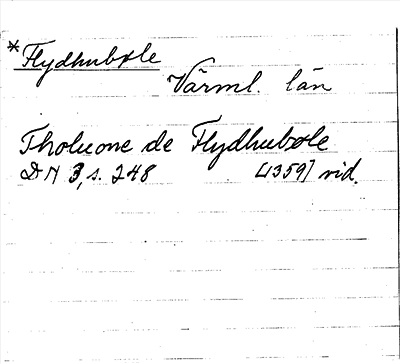 *Flydhubøle
Värml. län
Tholuone de Flydhubøle
DN 3, s. 248 [1359] vid.